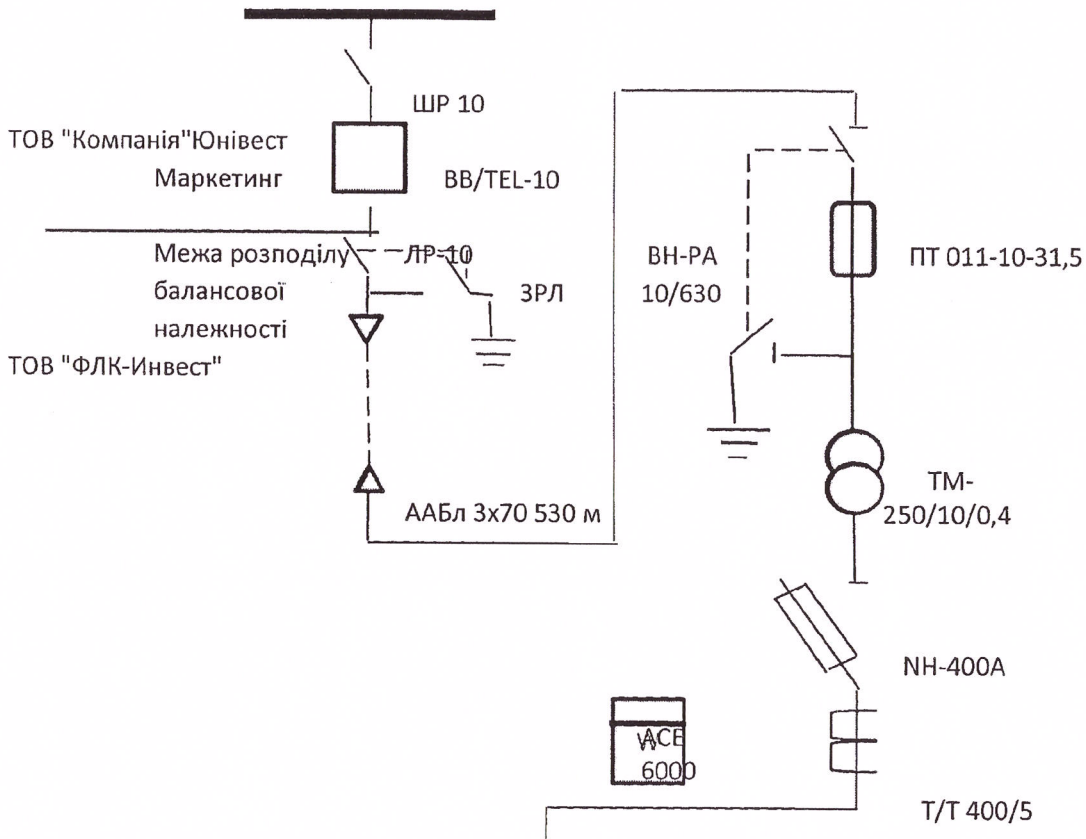 ШР 10
ТОВ "Компанія"Юнівест
Маркетинг
ВВ/TEL-10
Межа розподілу
балансової
належності
ЛР-10
ЗРЛ
ТОВ "ФЛК-Инвест"
ААБл 3х70 530 м
ВН-РА
10/630
ПТ 011-10-31,5
ТМ-
250/10/0,4
NH-400A
W
ACE
6000
Т/Т 400/5